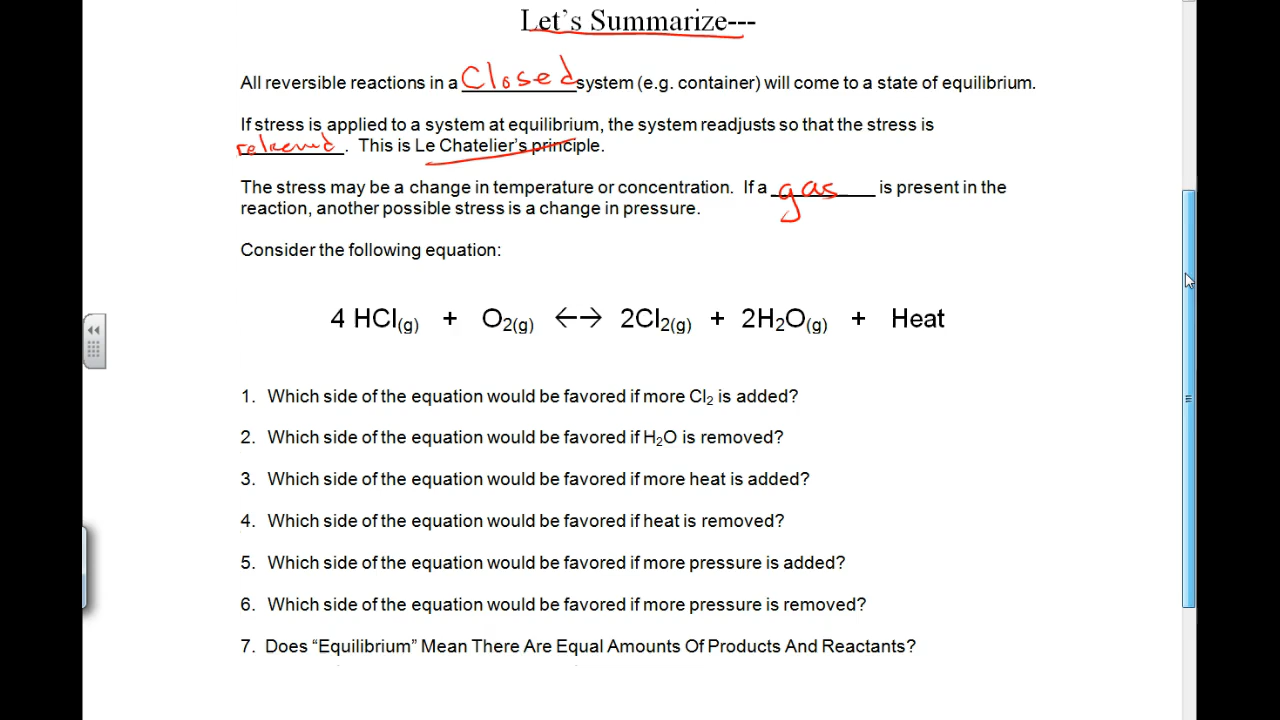 Let's Summarize---
All reversible reactions in a Closed system (e.g. container) will come to a state of equilibrium.
If stress is applied to a system at equilibrium, the system readjusts so that the stress is
relieved. This is Le Chatelier's principle.
The stress may be a change in temperature or concentration. If a gas is present in the
reaction, another possible stress is a change in pressure.
Consider the following equation:
4 HCl(g) + O2(g) ←→ 2Cl2(g) + 2H2O(g) + Heat
1. Which side of the equation would be favored if more Cl2 is added?
2. Which side of the equation would be favored if H2O is removed?
3. Which side of the equation would be favored if more heat is added?
4. Which side of the equation would be favored if heat is removed?
5. Which side of the equation would be favored if more pressure is added?
6. Which side of the equation would be favored if more pressure is removed?
7. Does “Equilibrium” Mean There Are Equal Amounts Of Products And Reactants?